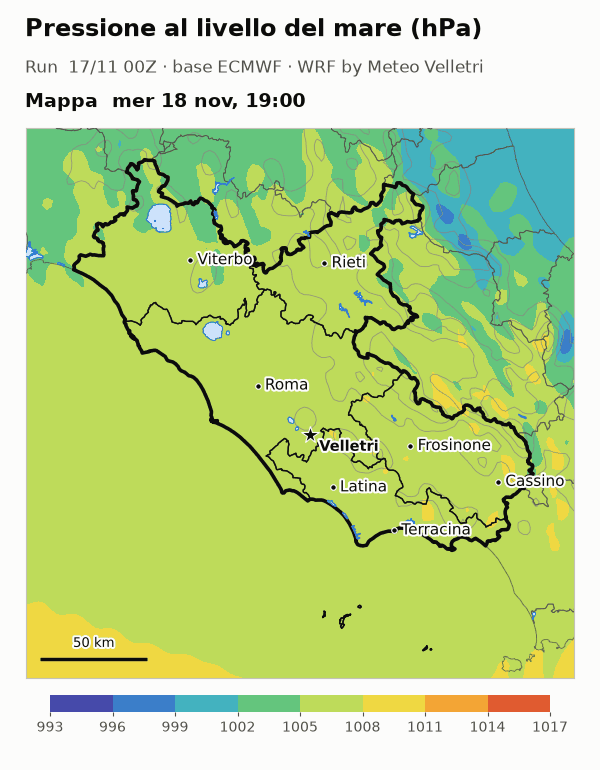 Pressione al livello del mare (hPa)
Run  17/11 00Z · base ECMWF · WRF by Meteo Velletri
Mappa  mer 18 nov, 19:00
Viterbo
Rieti
Roma
Velletri
Frosinone
Latina
Cassino
Terracina
50 km
993 996 999 1002 1005 1008 1011 1014 1017